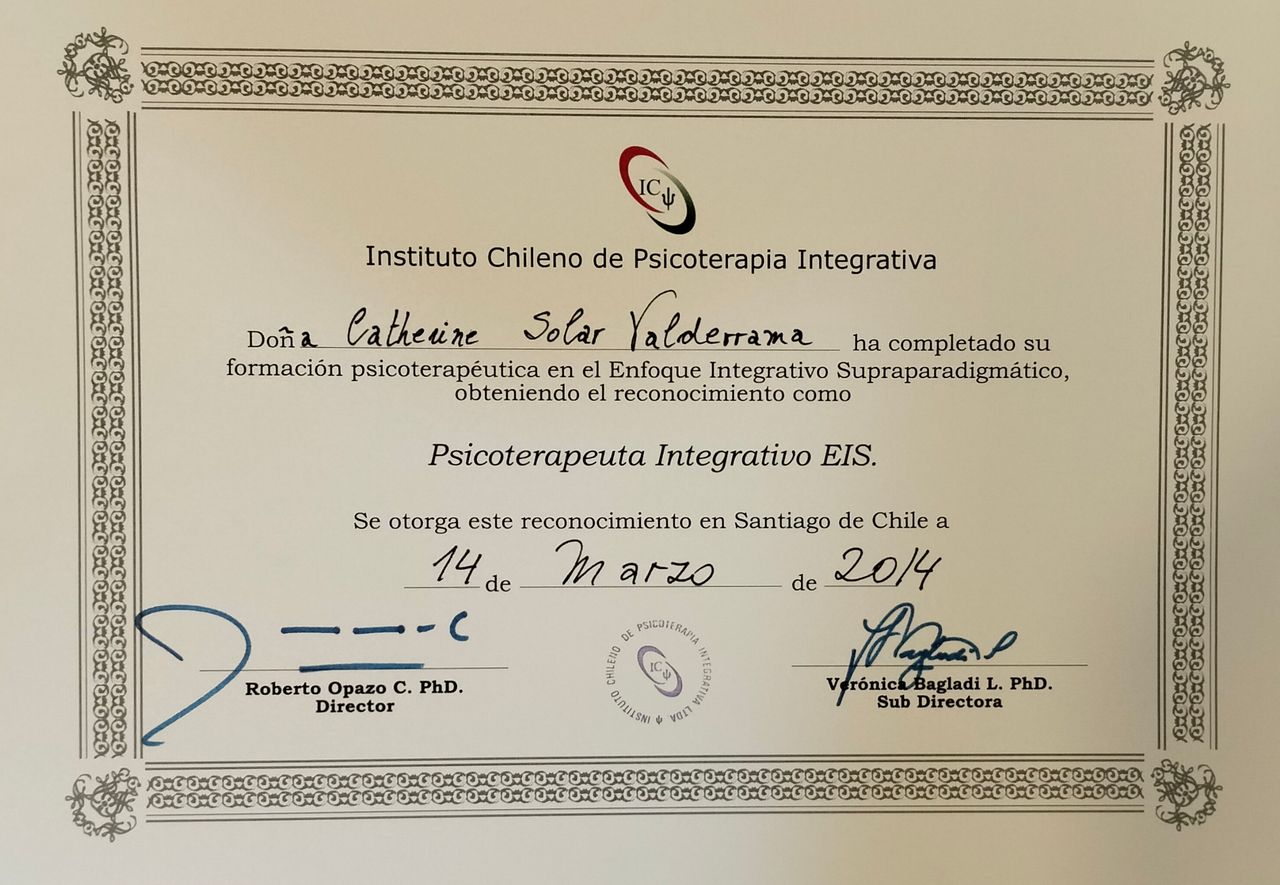 IC ψ
Instituto Chileno de Psicoterapia Integrativa
Doña Catherine Solar Valderrama ha completado su
formación psicoterapéutica en el Enfoque Integrativo Supraparadigmático,
obteniendo el reconocimiento como
Psicoterapeuta Integrativo EIS.
Se otorga este reconocimiento en Santiago de Chile a
14 de Marzo de 2014
Roberto Opazo C. PhD.
Director
INSTITUTO CHILENO DE PSICOTERAPIA INTEGRATIVA LTDA. ψ
IC ψ
Verónica Bagladi L. PhD.
Sub Directora